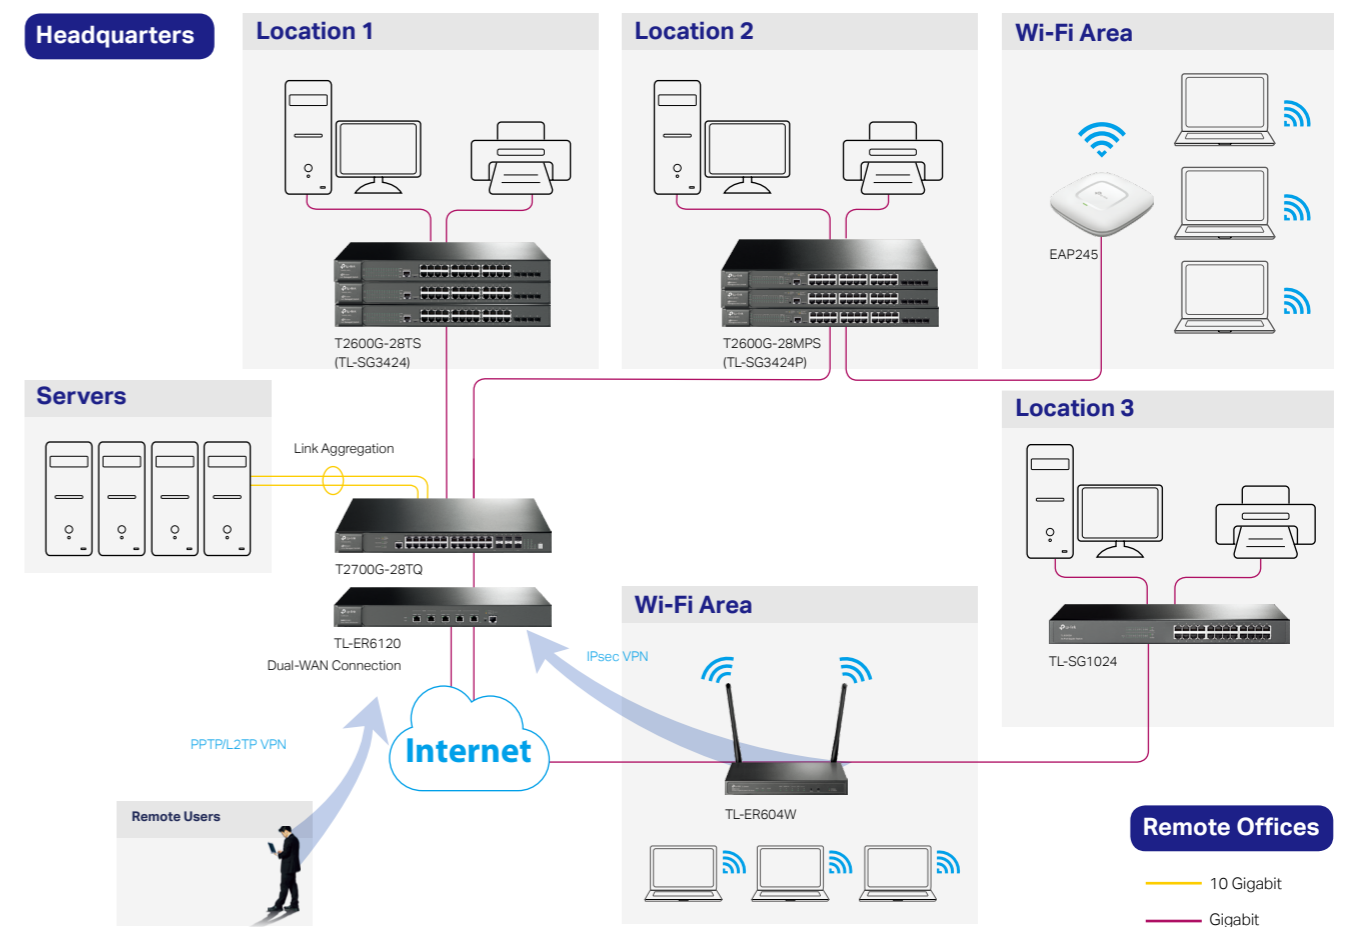 Headquarters
Location 1
Location 2
Wi-Fi Area
EAP245
T2600G-28TS
(TL-SG3424)
T2600G-28MPS
(TL-SG3424P)
Servers
Link Aggregation
Location 3
T2700G-28TQ
TL-ER6120
Dual-WAN Connection
IPsec VPN
Wi-Fi Area
TL-SG1024
PPTP/L2TP VPN
Internet
Remote Users
TL-ER604W
Remote Offices
10 Gigabit
Gigabit